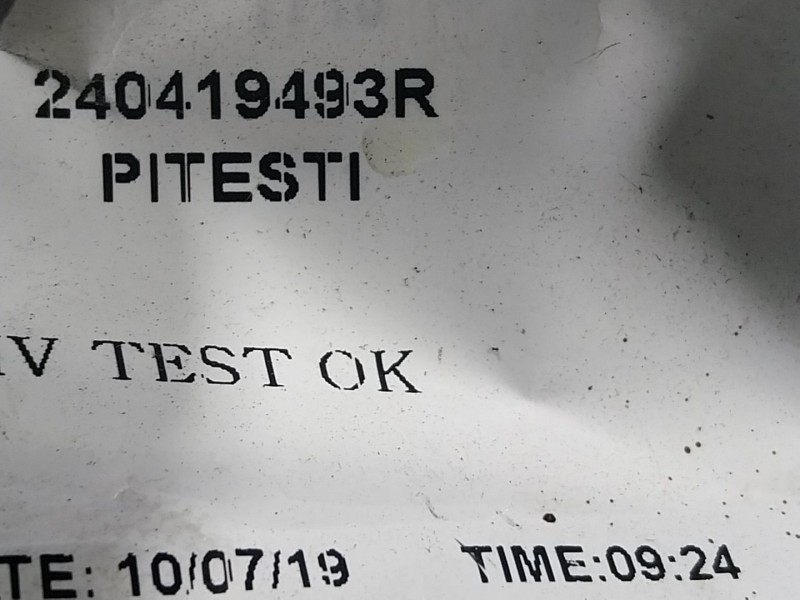 240419493R
PITESTI
TEST OK
TE: 10/07/19 TIME:09:24